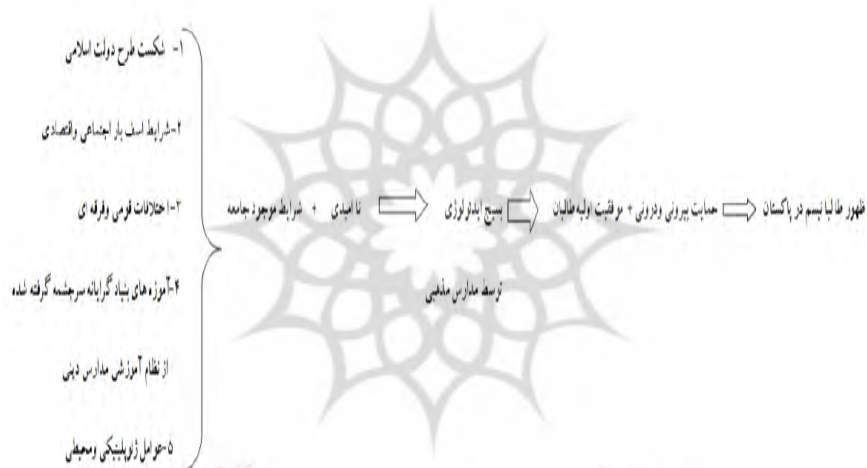 ۱- شکست طرح دولت اسلامی
۲-شرایط اسف بار اجتماعی واقتصادی
۳-اختلافات قومی وفرقه ای
۴-آموزه های بنیاد گرایانه سرچشمه گرفته شده
از نظام آموزشی مدارس دینی
۵-عوامل ژئوپلیتیکی ومحیطی
شرایط موجود جامعه + نا امیدی
بسیج ایدئولوژی
توسط مدارس مذهبی
حمایت بیرونی ودرونی + موفقیت اولیه طالبان
ظهور طالبانیسم در پاکستان